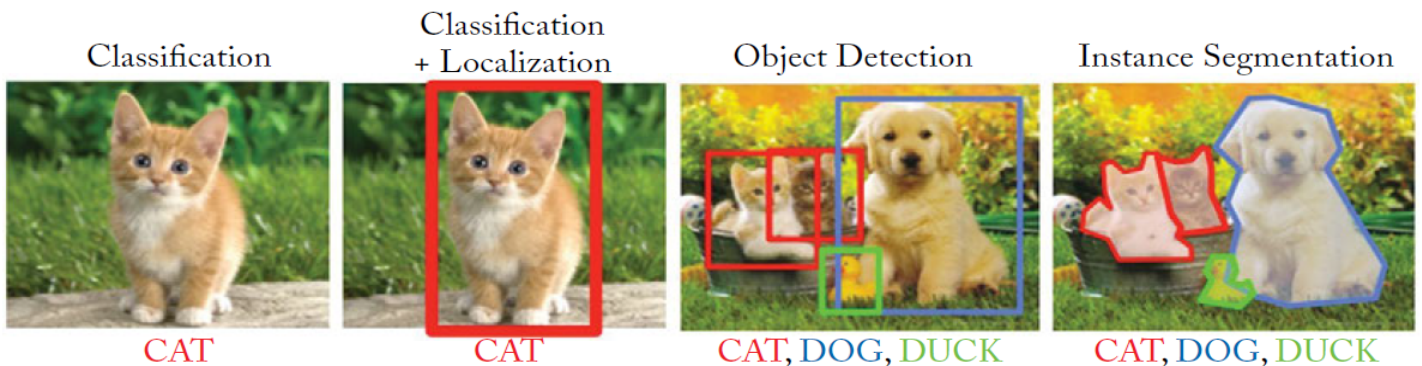 Classification
CAT
Classification
+ Localization
CAT
Object Detection
CAT, DOG, DUCK
Instance Segmentation
CAT, DOG, DUCK